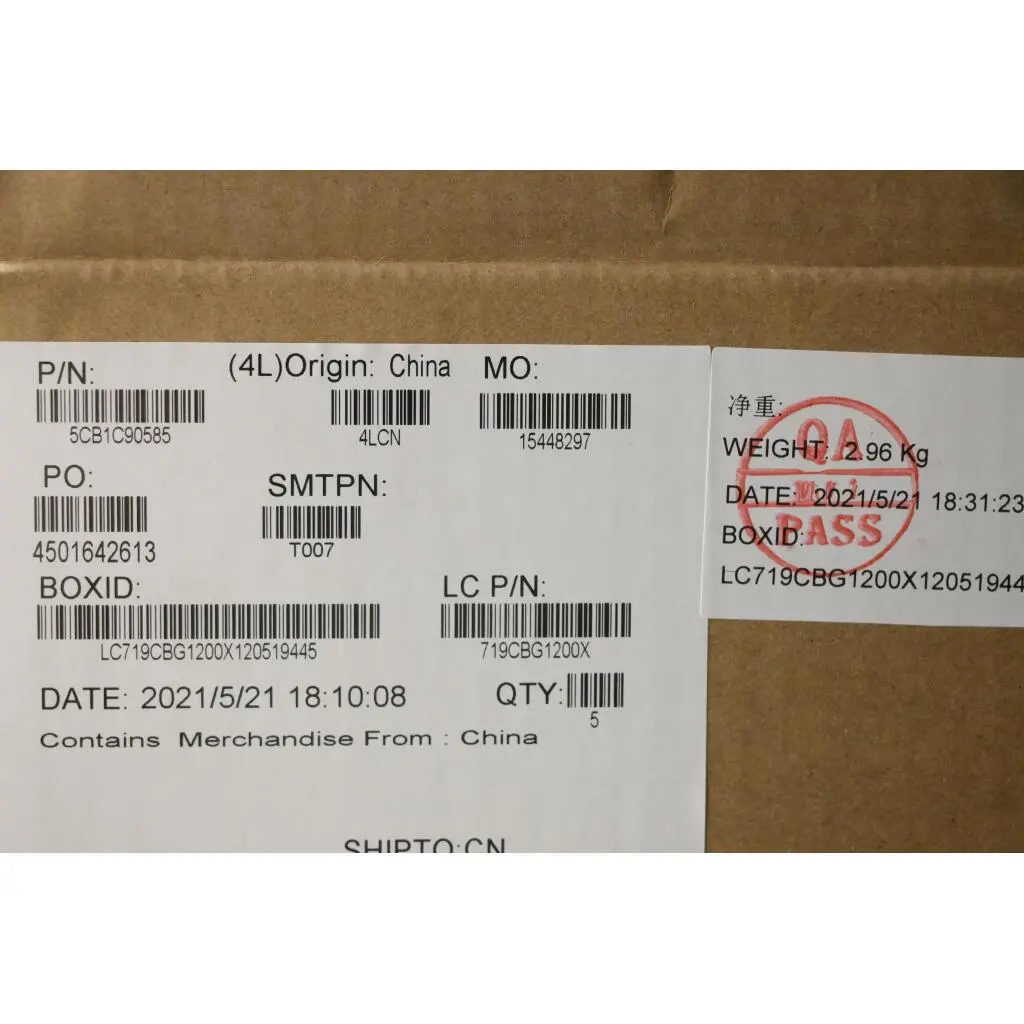 P/N:
5CB1C90585
(4L)Origin: China
4LCN
MO:
15448297
PO:
4501642613
SMTPN:
T007
BOXID:
LC719CBG1200X120519445
LC P/N:
719CBG1200X
DATE: 2021/5/21 18:10:08
QTY:
5
Contains Merchandise From : China
SHIPTO:CN
净重:
WEIGHT: 2.96 Kg
DATE: 2021/5/21 18:31:23
BOXID:
LC719CBG1200X12051944
QA
PASS